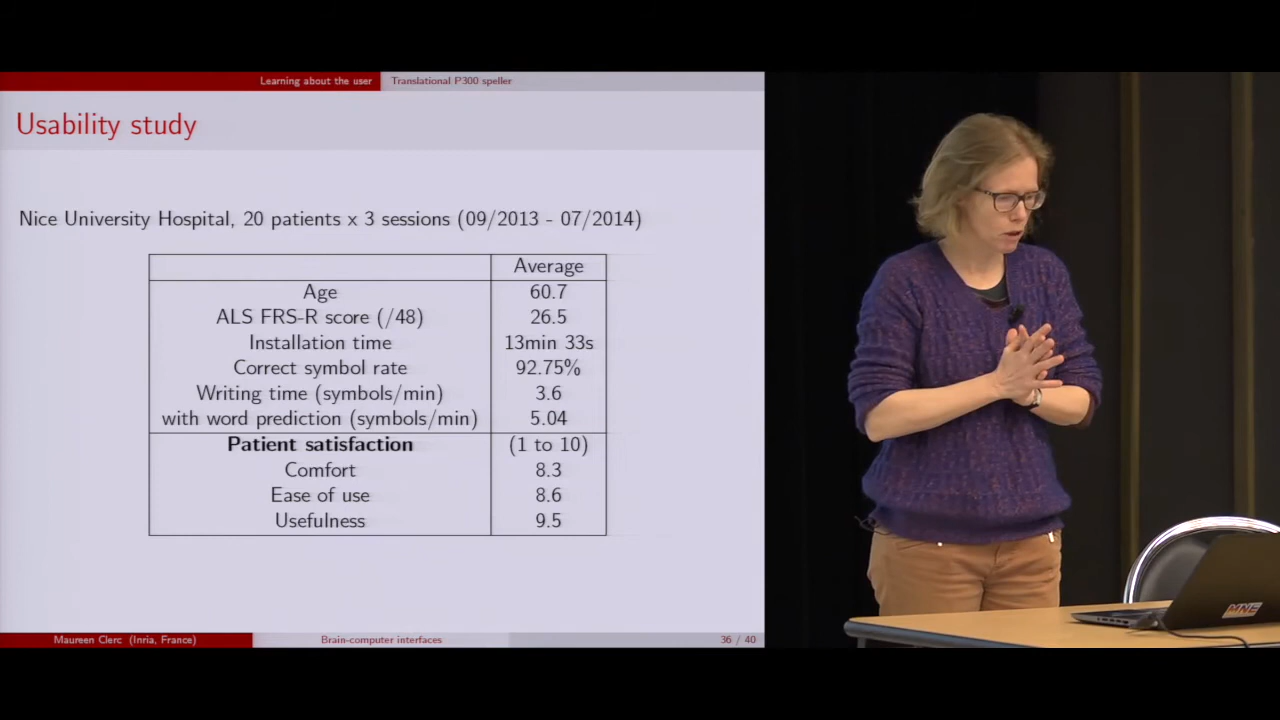 Learning about the user Translational P300 speller
Usability study
Nice University Hospital, 20 patients x 3 sessions (09/2013 - 07/2014)
Average
Age 60.7
ALS FRS-R score (/48) 26.5
Installation time 13min 33s
Correct symbol rate 92.75%
Writing time (symbols/min) 3.6
with word prediction (symbols/min) 5.04
Patient satisfaction (1 to 10)
Comfort 8.3
Ease of use 8.6
Usefulness 9.5
Maureen Clerc (Inria, France) Brain-computer interfaces 36 / 40
MNE